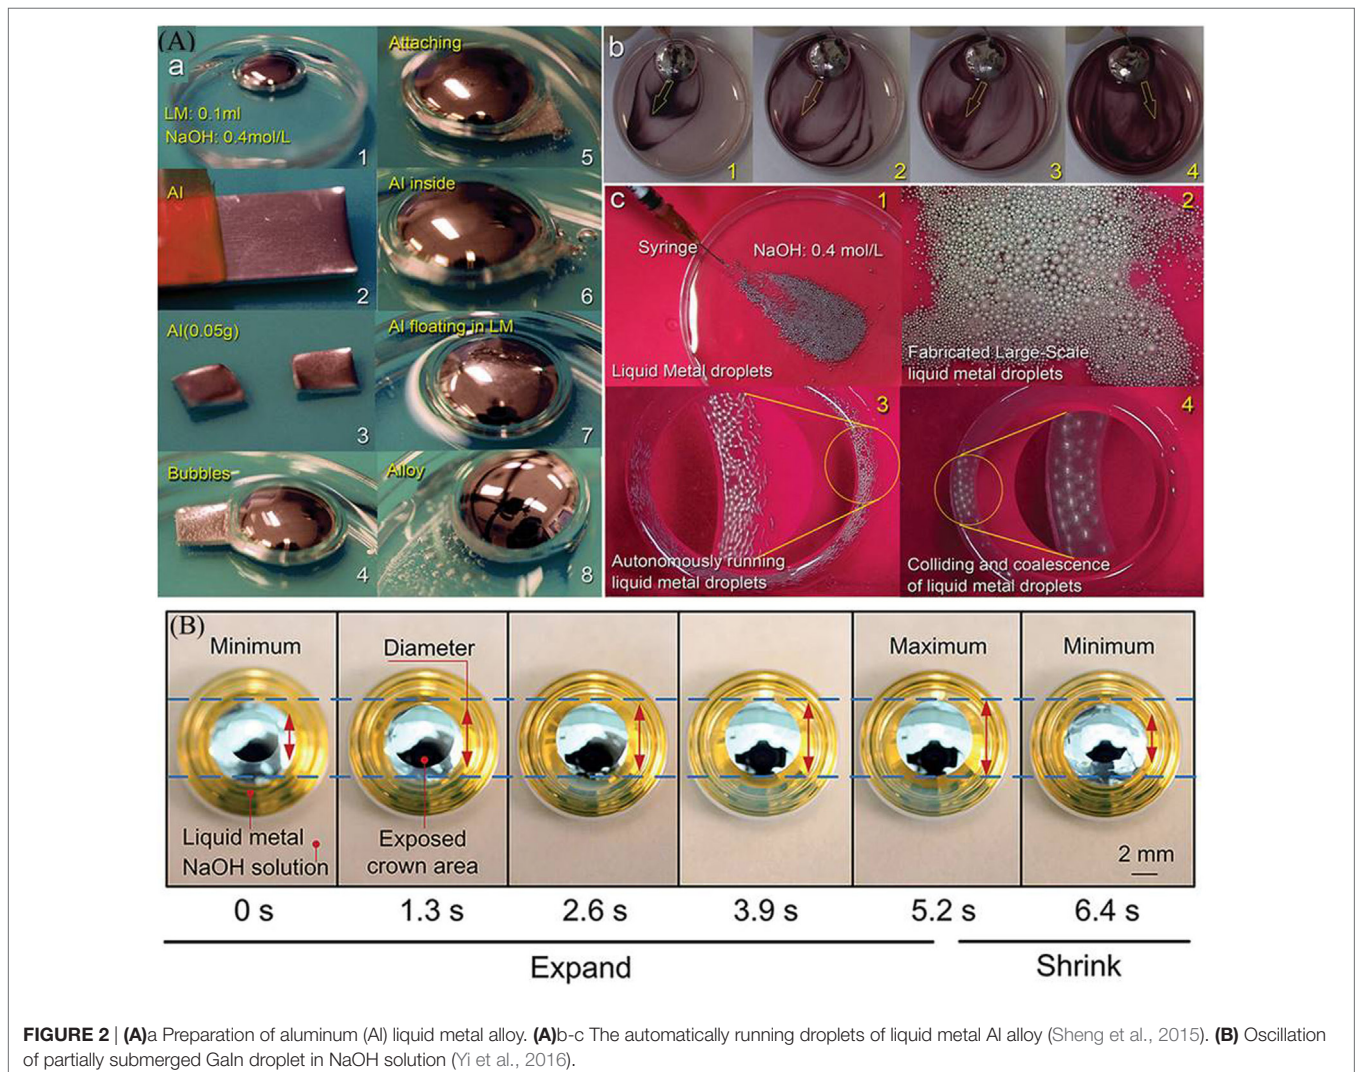 (A)
a
LM: 0.1ml
NaOH: 0.4mol/L
1
Al
2
Al(0.05g)
3
Bubbles
4
Attaching
5
Al inside
6
Al floating in LM
7
Alloy
8
b
1
2
3
4
c
1
Syringe
NaOH: 0.4 mol/L
Liquid Metal droplets
2
Fabricated Large-Scale
liquid metal droplets
3
Autonomously running
liquid metal droplets
4
Colliding and coalescence
of liquid metal droplets
(B)
Minimum
Diameter
Maximum
Minimum
Liquid metal
NaOH solution
Exposed
crown area
2 mm
0 s
1.3 s
2.6 s
3.9 s
5.2 s
6.4 s
Expand
Shrink
FIGURE 2 | (A)a Preparation of aluminum (Al) liquid metal alloy. (A)b-c The automatically running droplets of liquid metal Al alloy (Sheng et al., 2015). (B) Oscillation
of partially submerged GaIn droplet in NaOH solution (Yi et al., 2016).